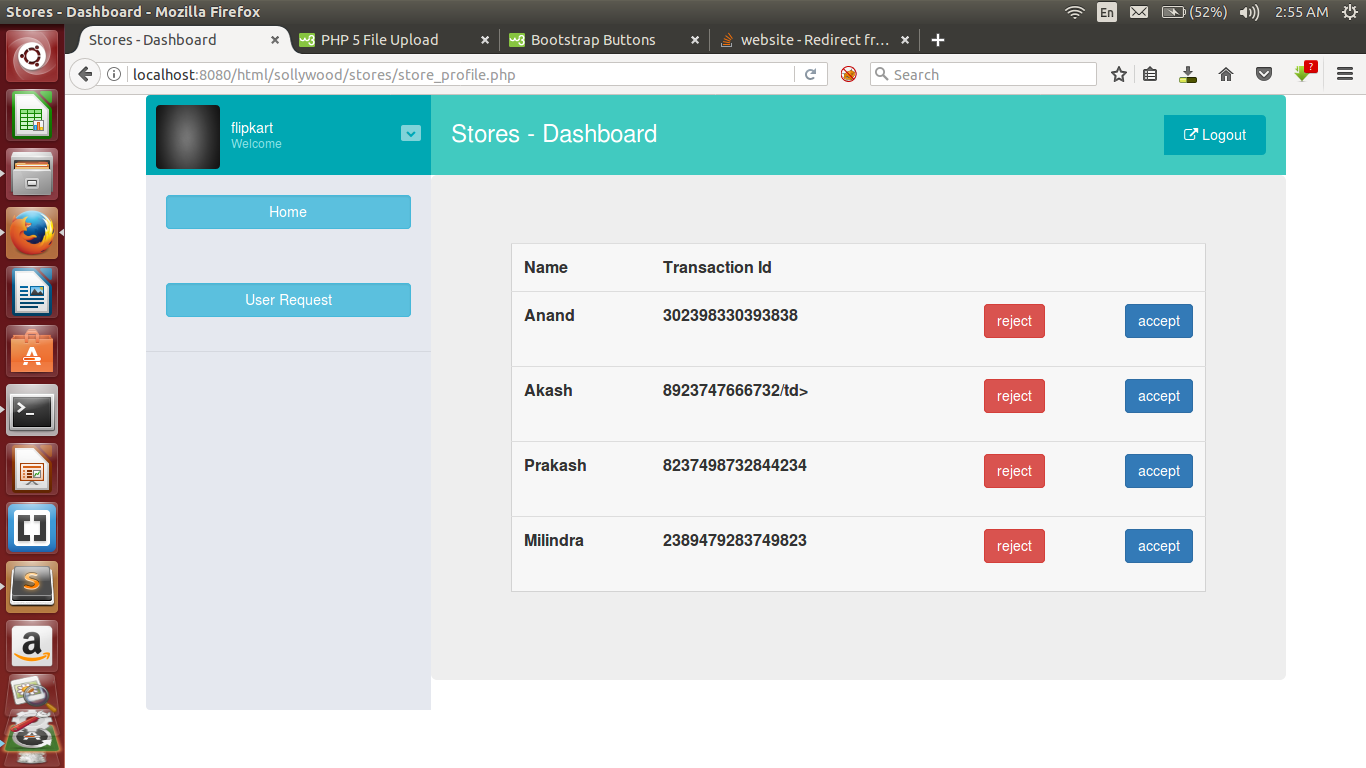 Stores - Dashboard - Mozilla Firefox
En
(52%)
2:55 AM
Stores - Dashboard
PHP 5 File Upload
Bootstrap Buttons
website - Redirect fr...
localhost:8080/html/sollywood/stores/store_profile.php
Search
?
flipkart
Welcome
Stores - Dashboard
Logout
Home
User Request
Name Transaction Id
Anand 302398330393838 reject accept
Akash 8923747666732/td> reject accept
Prakash 8237498732844234 reject accept
Milindra 2389479283749823 reject accept